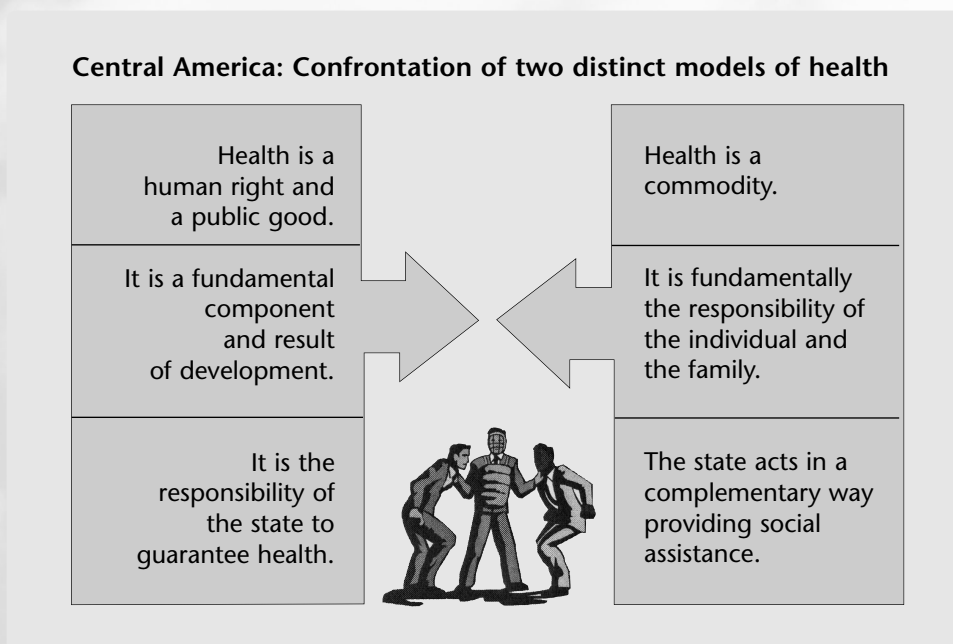 Central America: Confrontation of two distinct models of health
Health is a
human right and
a public good.
It is a fundamental
component
and result
of development.
It is the
responsibility of
the state to
guarantee health.
Health is a
commodity.
It is fundamentally
the responsibility of
the individual and
the family.
The state acts in a
complementary way
providing social
assistance.